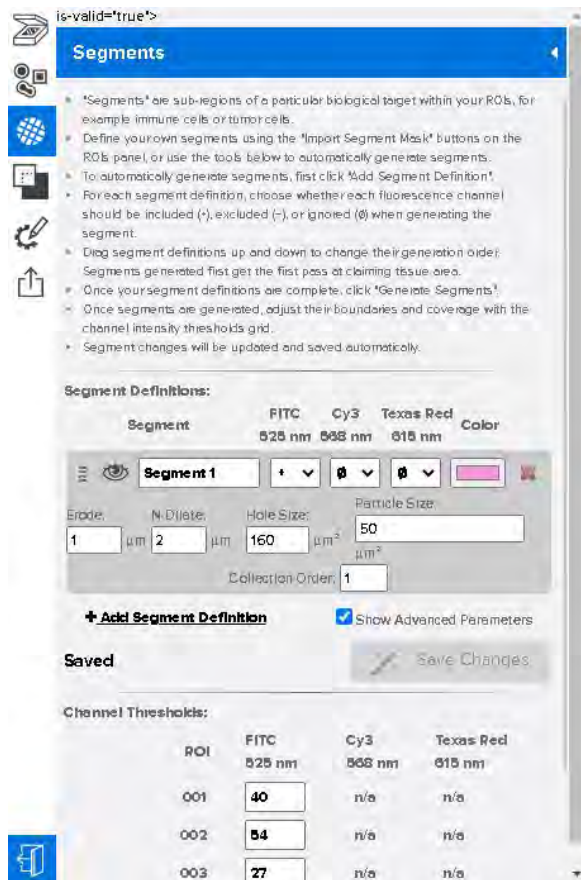 is-valid="true">
Segments
"Segments" are sub-regions of a particular biological target within your ROIs, for
example immune cells or tumor cells.
Define your own segments using the "Import Segment Mask" buttons on the
ROIs panel, or use the tools below to automatically generate segments.
To automatically generate segments, first click "Add Segment Definition".
For each segment definition, choose whether each fluorescence channel
should be included (+), excluded (−), or ignored (Ø) when generating the
segment.
Drag segment definitions up and down to change their generation order.
Segments generated first get the first pass at claiming tissue area.
Once your segment definitions are complete, click "Generate Segments".
Once segments are generated, adjust their boundaries and coverage with the
channel intensity thresholds grid.
Segment changes will be updated and saved automatically.
Segment Definitions:
Segment FITC 525 nm Cy3 568 nm Texas Red 615 nm Color
Segment 1 + Ø Ø
Erode: N-Dilate: Hole Size: Particle Size:
1 µm 2 µm 160 µm² 50 µm²
Collection Order: 1
+ Add Segment Definition Show Advanced Parameters
Saved Save Changes
Channel Thresholds:
ROI FITC 525 nm Cy3 568 nm Texas Red 615 nm
001 40 n/a n/a
002 54 n/a n/a
003 27 n/a n/a